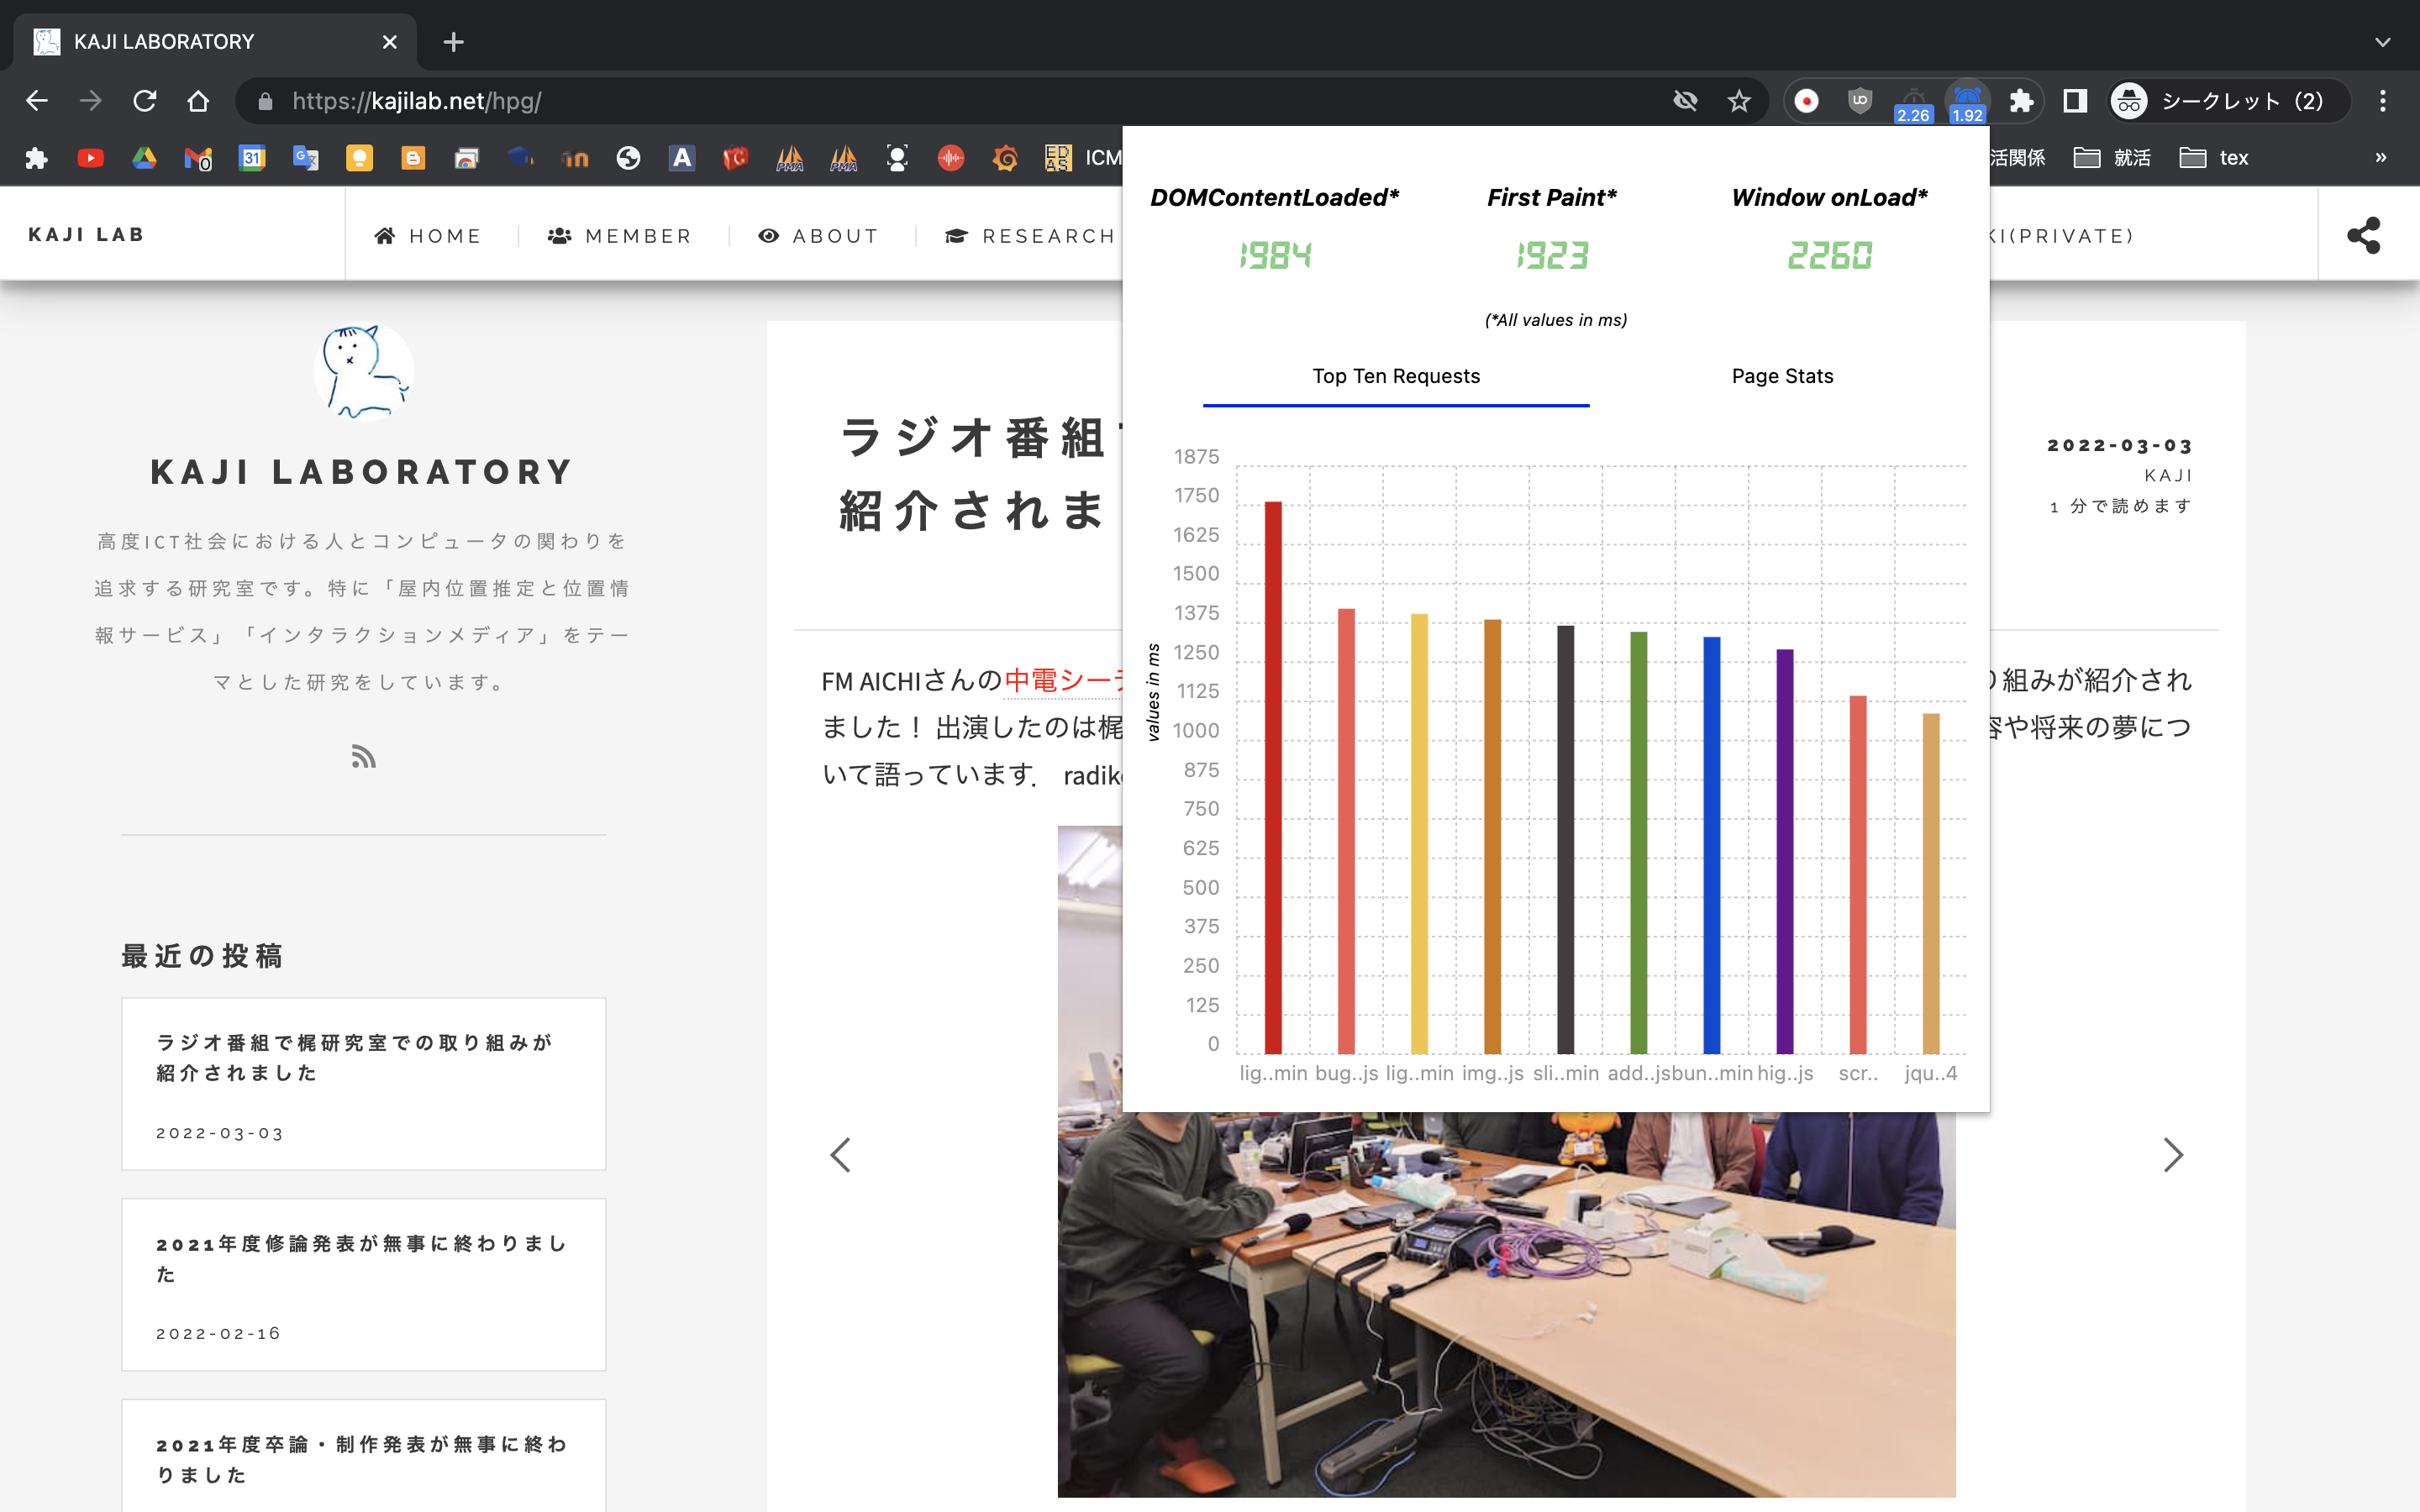 KAJI LABORATORY
https://kajilab.net/hpg/
2.26
1.92
シークレット (2)
0
31
ICM
活関係
就活
tex
»
KAJI LAB
HOME
MEMBER
ABOUT
RESEARCH
KI(PRIVATE)
KAJI LABORATORY
高度ICT社会における人とコンピュータの関わりを
追求する研究室です。特に「屋内位置推定と位置情
報サービス」「インタラクションメディア」をテー
マとした研究をしています。
最近の投稿
ラジオ番組で梶研究室での取り組みが
紹介されました
2022-03-03
2021年度修論発表が無事に終わりまし
た
2022-02-16
2021年度卒論・制作発表が無事に終わ
りました
ラジオ番組
紹介されま
2022-03-03
KAJI
1 分で読めます
FM AICHIさんの中電シー
り組みが紹介され
ました！ 出演したのは梶
容や将来の夢につ
いて語っています． radik
DOMContentLoaded*
First Paint*
Window onLoad*
1984
1923
2260
(*All values in ms)
Top Ten Requests
Page Stats
values in ms
1875
1750
1625
1500
1375
1250
1125
1000
875
750
625
500
375
250
125
0
lig..min bug..js lig..min img..js sli..min add..js bun..min hig..js scr.. jqu..4